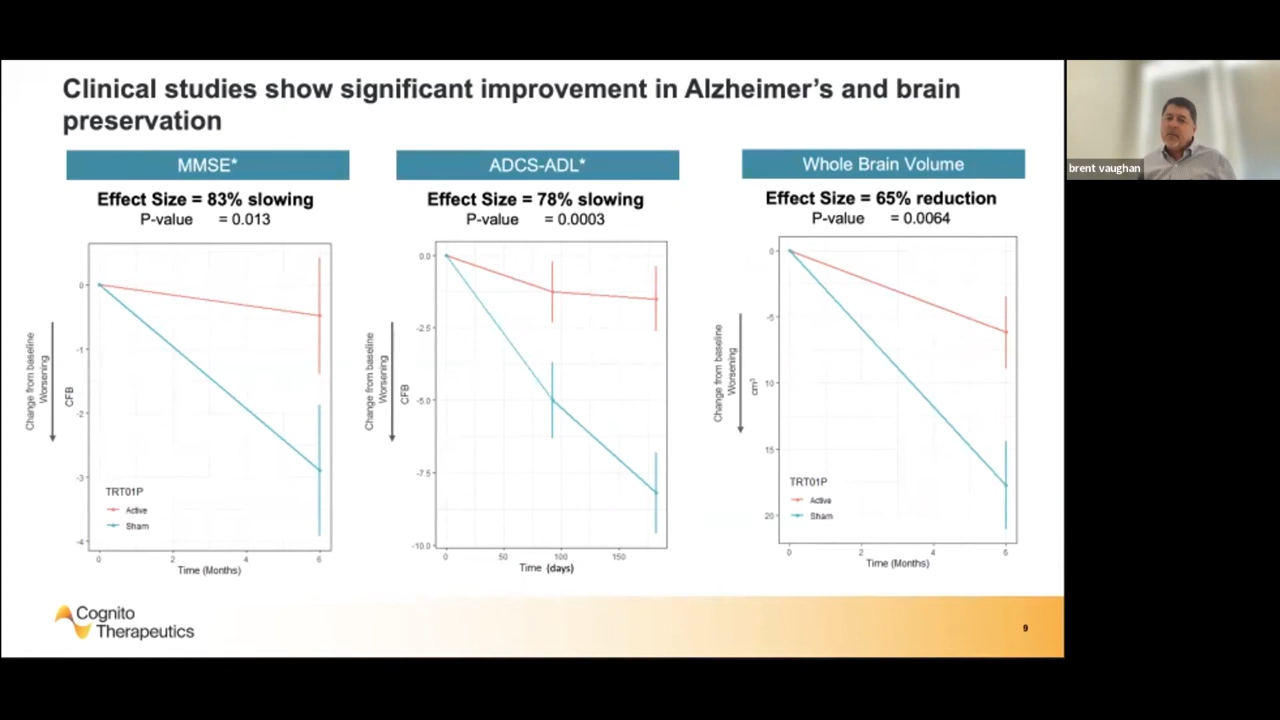 Clinical studies show significant improvement in Alzheimer's and brain
preservation
MMSE*
Effect Size = 83% slowing
P-value = 0.013
Change from baseline
Worsening
CFB
0
-1
-2
-3
-4
TRT01P
Active
Sham
0 2 4 6
Time (Months)
ADCS-ADL*
Effect Size = 78% slowing
P-value = 0.0003
Change from baseline
Worsening
CFB
0.0
-2.5
-5.0
-7.5
-10.0
0 50 100 150
Time (days)
Whole Brain Volume
Effect Size = 65% reduction
P-value = 0.0064
Change from baseline
Worsening
cm³
0
-5
10
15
20
TRT01P
Active
Sham
0 2 4 6
Time (Months)
Cognito
Therapeutics
9
brent vaughan